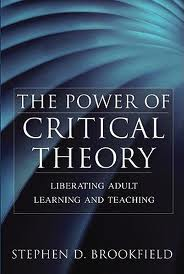 THE POWER OF
CRITICAL
THEORY
LIBERATING ADULT
LEARNING AND TEACHING
STEPHEN D. BROOKFIELD